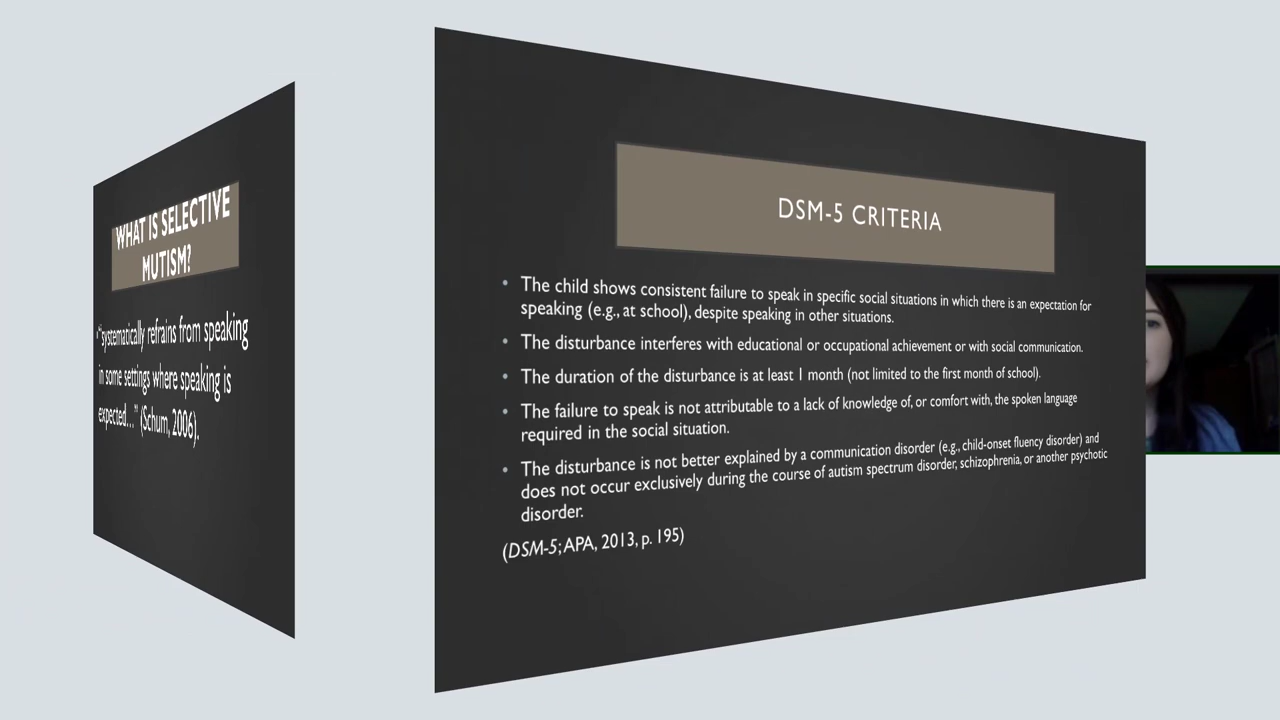 WHAT IS SELECTIVE
MUTISM?
•"systematically refrains from speaking
in some settings where speaking is
expected…" (Schum, 2006).
DSM-5 CRITERIA
• The child shows consistent failure to speak in specific social situations in which there is an expectation for
speaking (e.g., at school), despite speaking in other situations.
• The disturbance interferes with educational or occupational achievement or with social communication.
• The duration of the disturbance is at least 1 month (not limited to the first month of school).
• The failure to speak is not attributable to a lack of knowledge of, or comfort with, the spoken language
required in the social situation.
• The disturbance is not better explained by a communication disorder (e.g., child-onset fluency disorder) and
does not occur exclusively during the course of autism spectrum disorder, schizophrenia, or another psychotic
disorder.
(DSM-5; APA, 2013, p. 195)